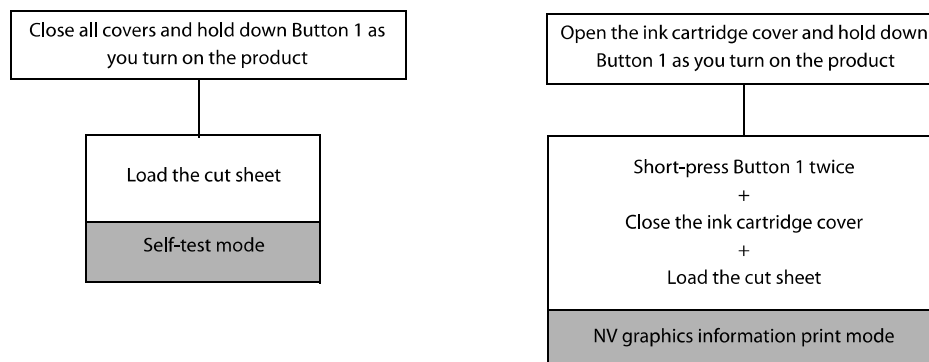 Close all covers and hold down Button 1 as
you turn on the product
Load the cut sheet
Self-test mode
Open the ink cartridge cover and hold down
Button 1 as you turn on the product
Short-press Button 1 twice
+
Close the ink cartridge cover
+
Load the cut sheet
NV graphics information print mode